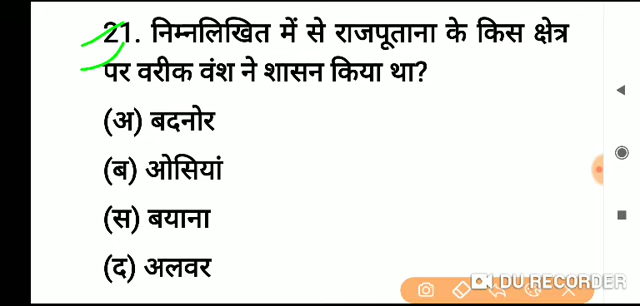 21. निम्नलिखित में से राजपूताना के किस क्षेत्र
पर वरीक वंश ने शासन किया था?
(अ) बदनोर
(ब) ओसियां
(स) बयाना
(द) अलवर
DU RECORDER